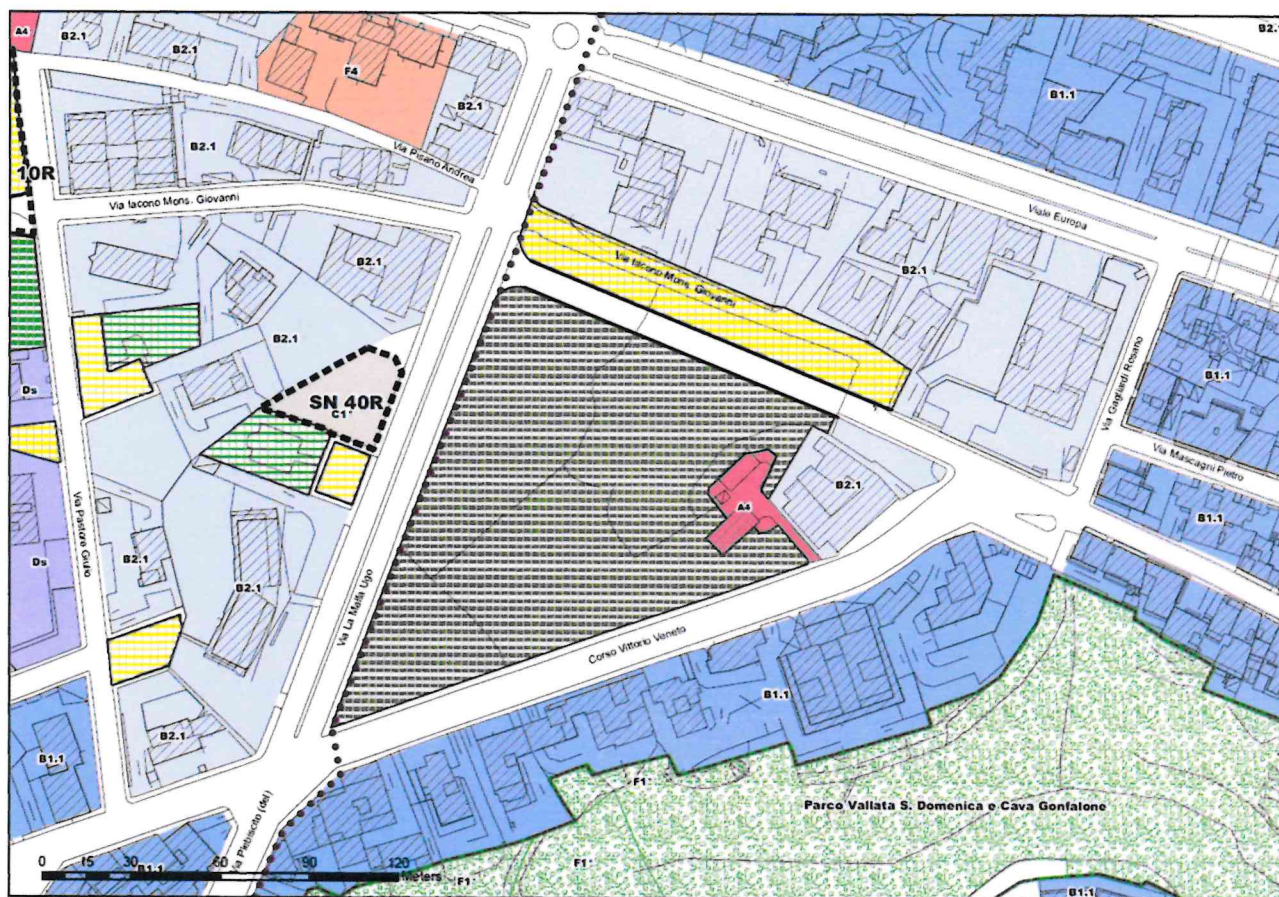 A4
B2.1
F4
B2.1
B2.1
B1.1
B2.1
Via Pisano Andrea
10R
Via Iacono Mons. Giovanni
Viale Europa
B2.1
Via Iacono Mons. Giovanni
B2.1
B2.1
Ds
SN 40R
C1*
Via Gagliardi Rosario
B1.1
Via Mascagni Pietro
B2.1
A4
B1.1
Via Pastore Giulio
Ds
B2.1
B2.1
Via La Malfa Ugo
Corso Vittorio Veneto
B1.1
B2.1
B1.1
F1*
Parco Vallata S. Domenica e Cava Gonfalone
Via Plebiscito (del)
0 15 30 60 90 120
Meters
B1.1
F1*
F1*
B1.1